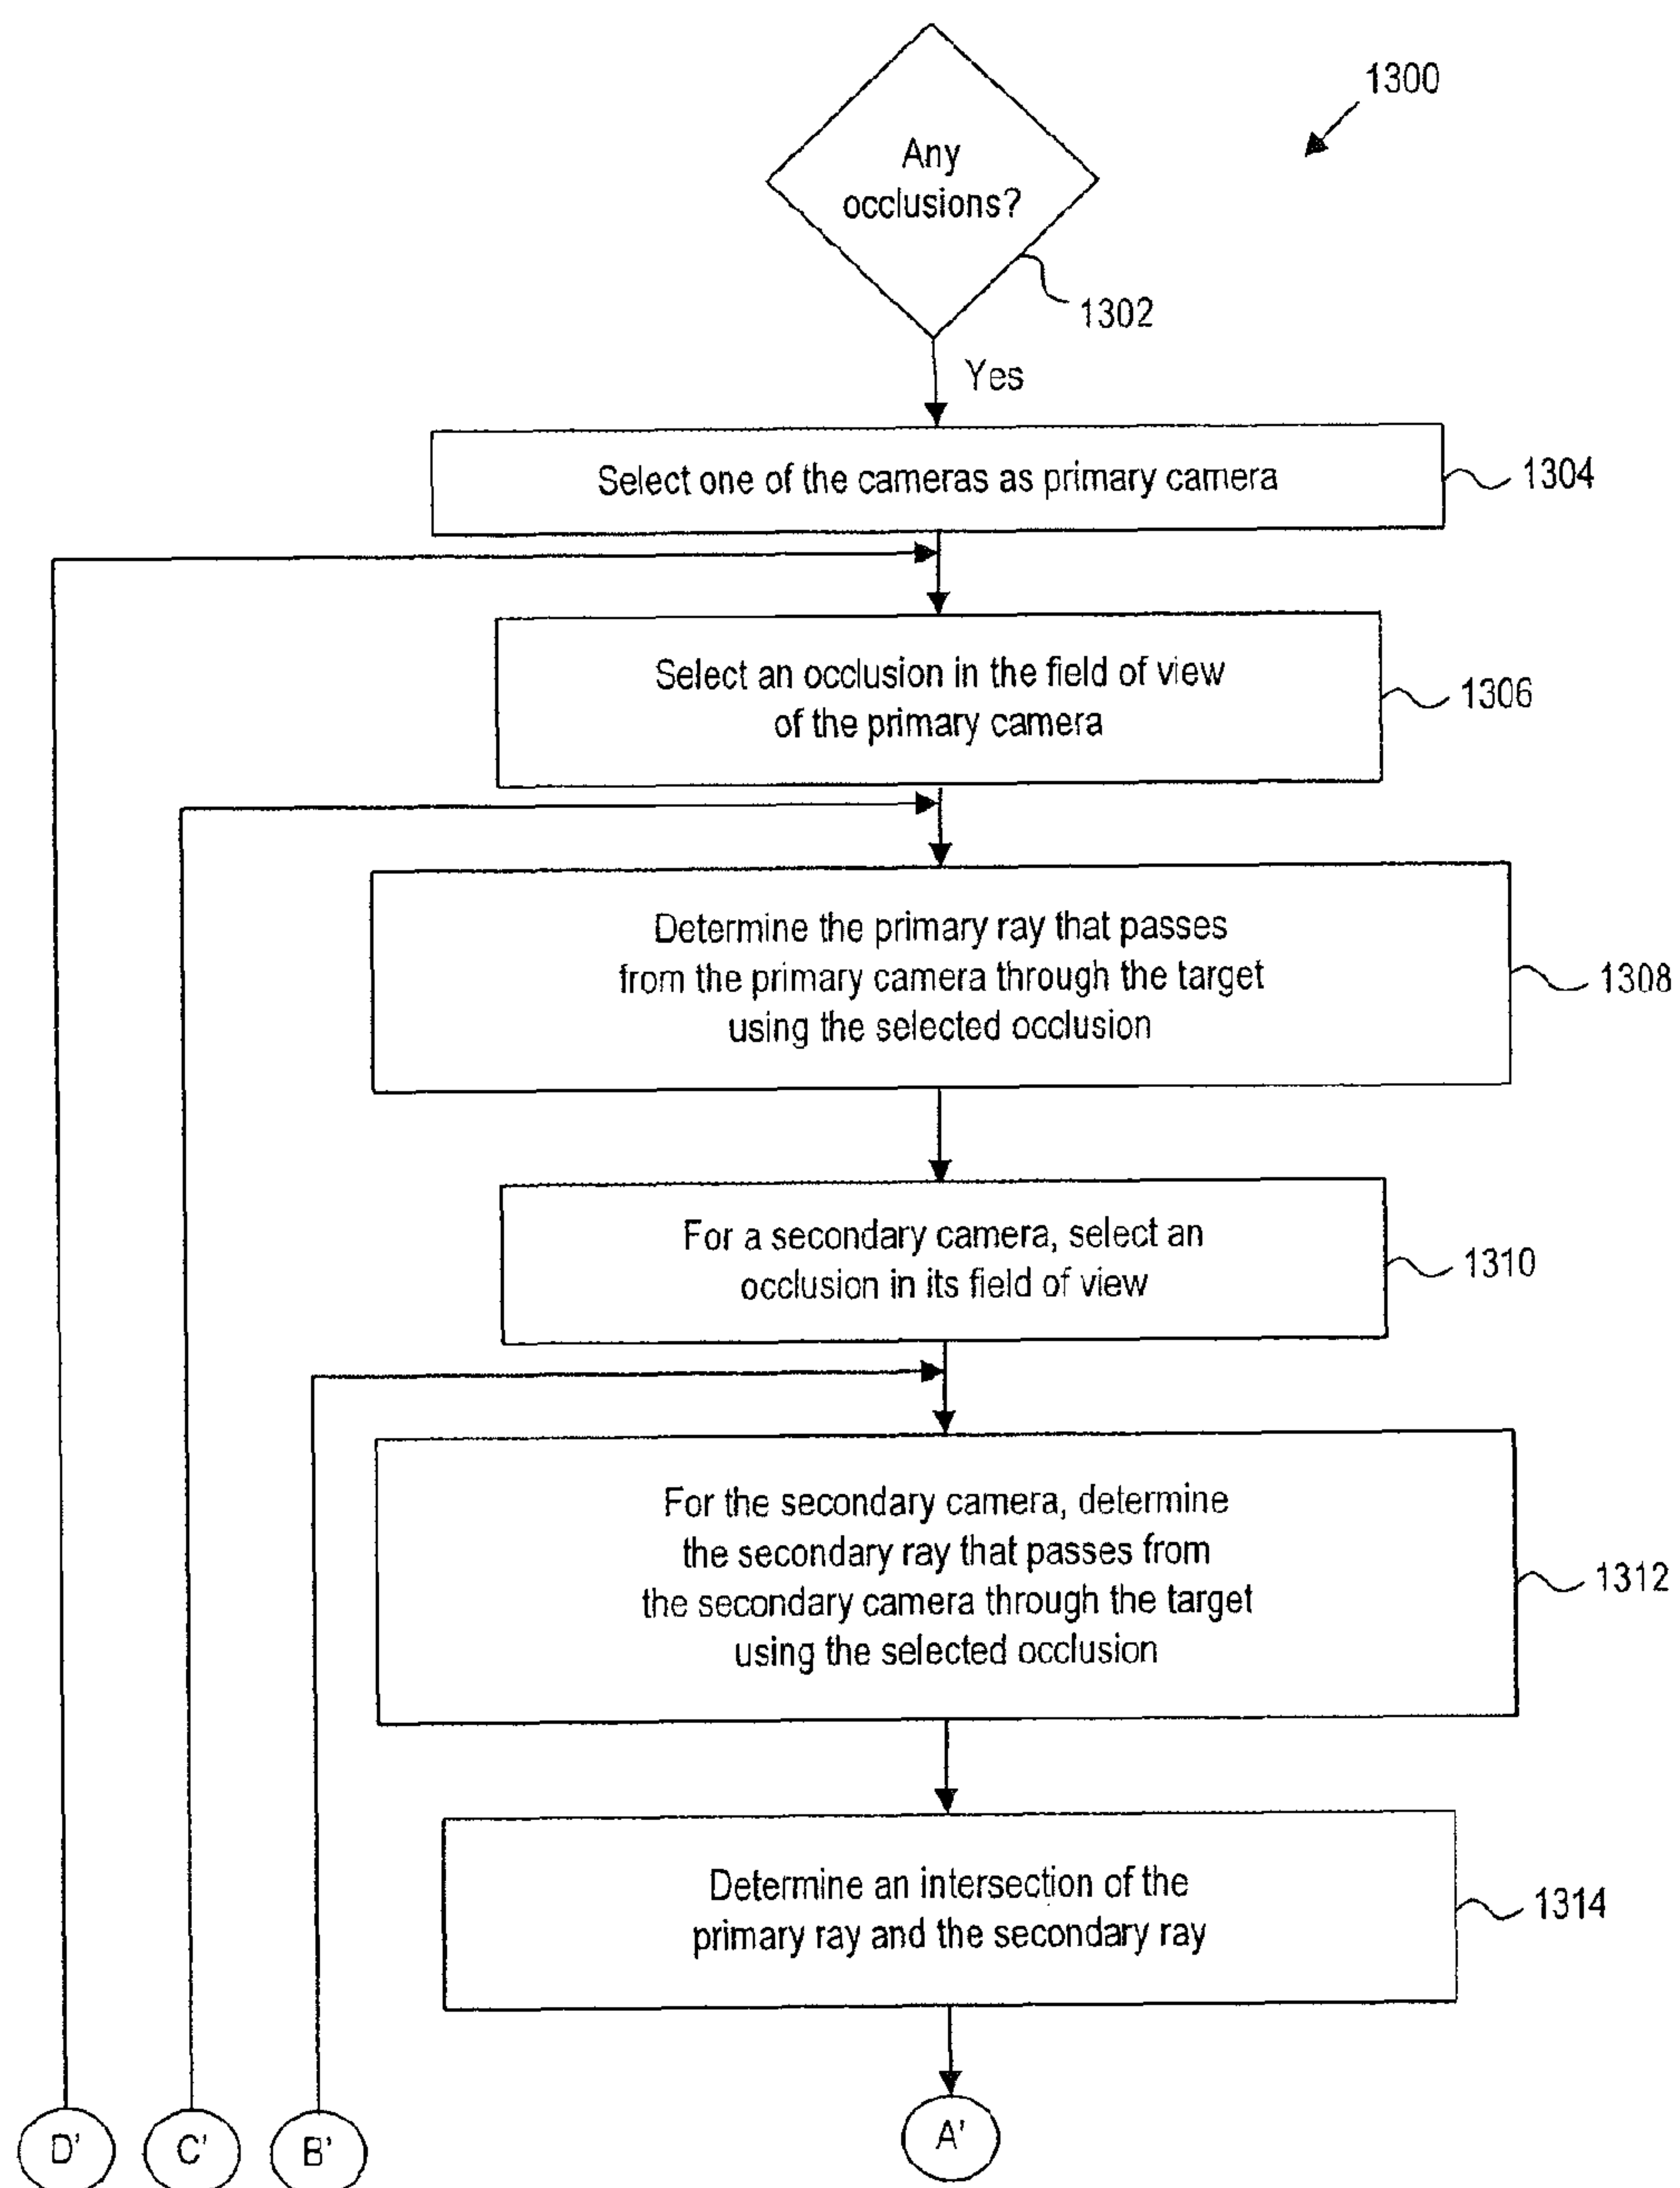 1300
Any
occlusions?
1302
Yes
Select one of the cameras as primary camera
1304
Select an occlusion in the field of view
of the primary camera
1306
Determine the primary ray that passes
from the primary camera through the target
using the selected occlusion
1308
For a secondary camera, select an
occlusion in its field of view
1310
For the secondary camera, determine
the secondary ray that passes from
the secondary camera through the target
using the selected occlusion
1312
Determine an intersection of the
primary ray and the secondary ray
1314
D'
C'
B'
A'